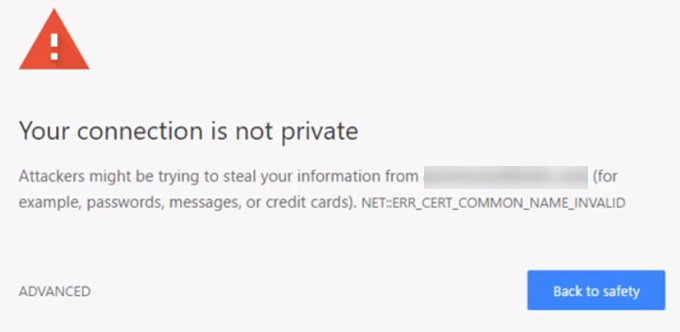 Your connection is not private
Attackers might be trying to steal your information from (for
example, passwords, messages, or credit cards). NET::ERR_CERT_COMMON_NAME_INVALID
ADVANCED
Back to safety